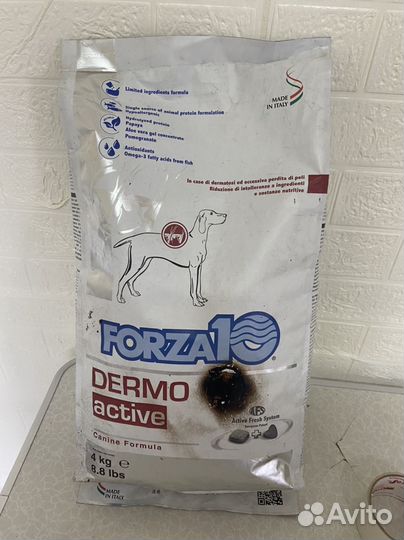 Limited ingredients formula
MADE
IN ITALY
Single source of animal protein formulation
Hypoallergenic
Hydrolyzed protein
Papaya
Aloe vera gel concentrate
Pomegranate
Antioxidants
Omega-3 fatty acids from fish
In caso di dermatosi ed eccessiva perdita di peli
Riduzione di intolleranze a ingredienti
e sostanze nutritive
FORZA10
DERMO
active
AFS
Active Fresh System
Canine Formula
4 kg e
8.8 lbs
MADE
IN ITALY
Avito